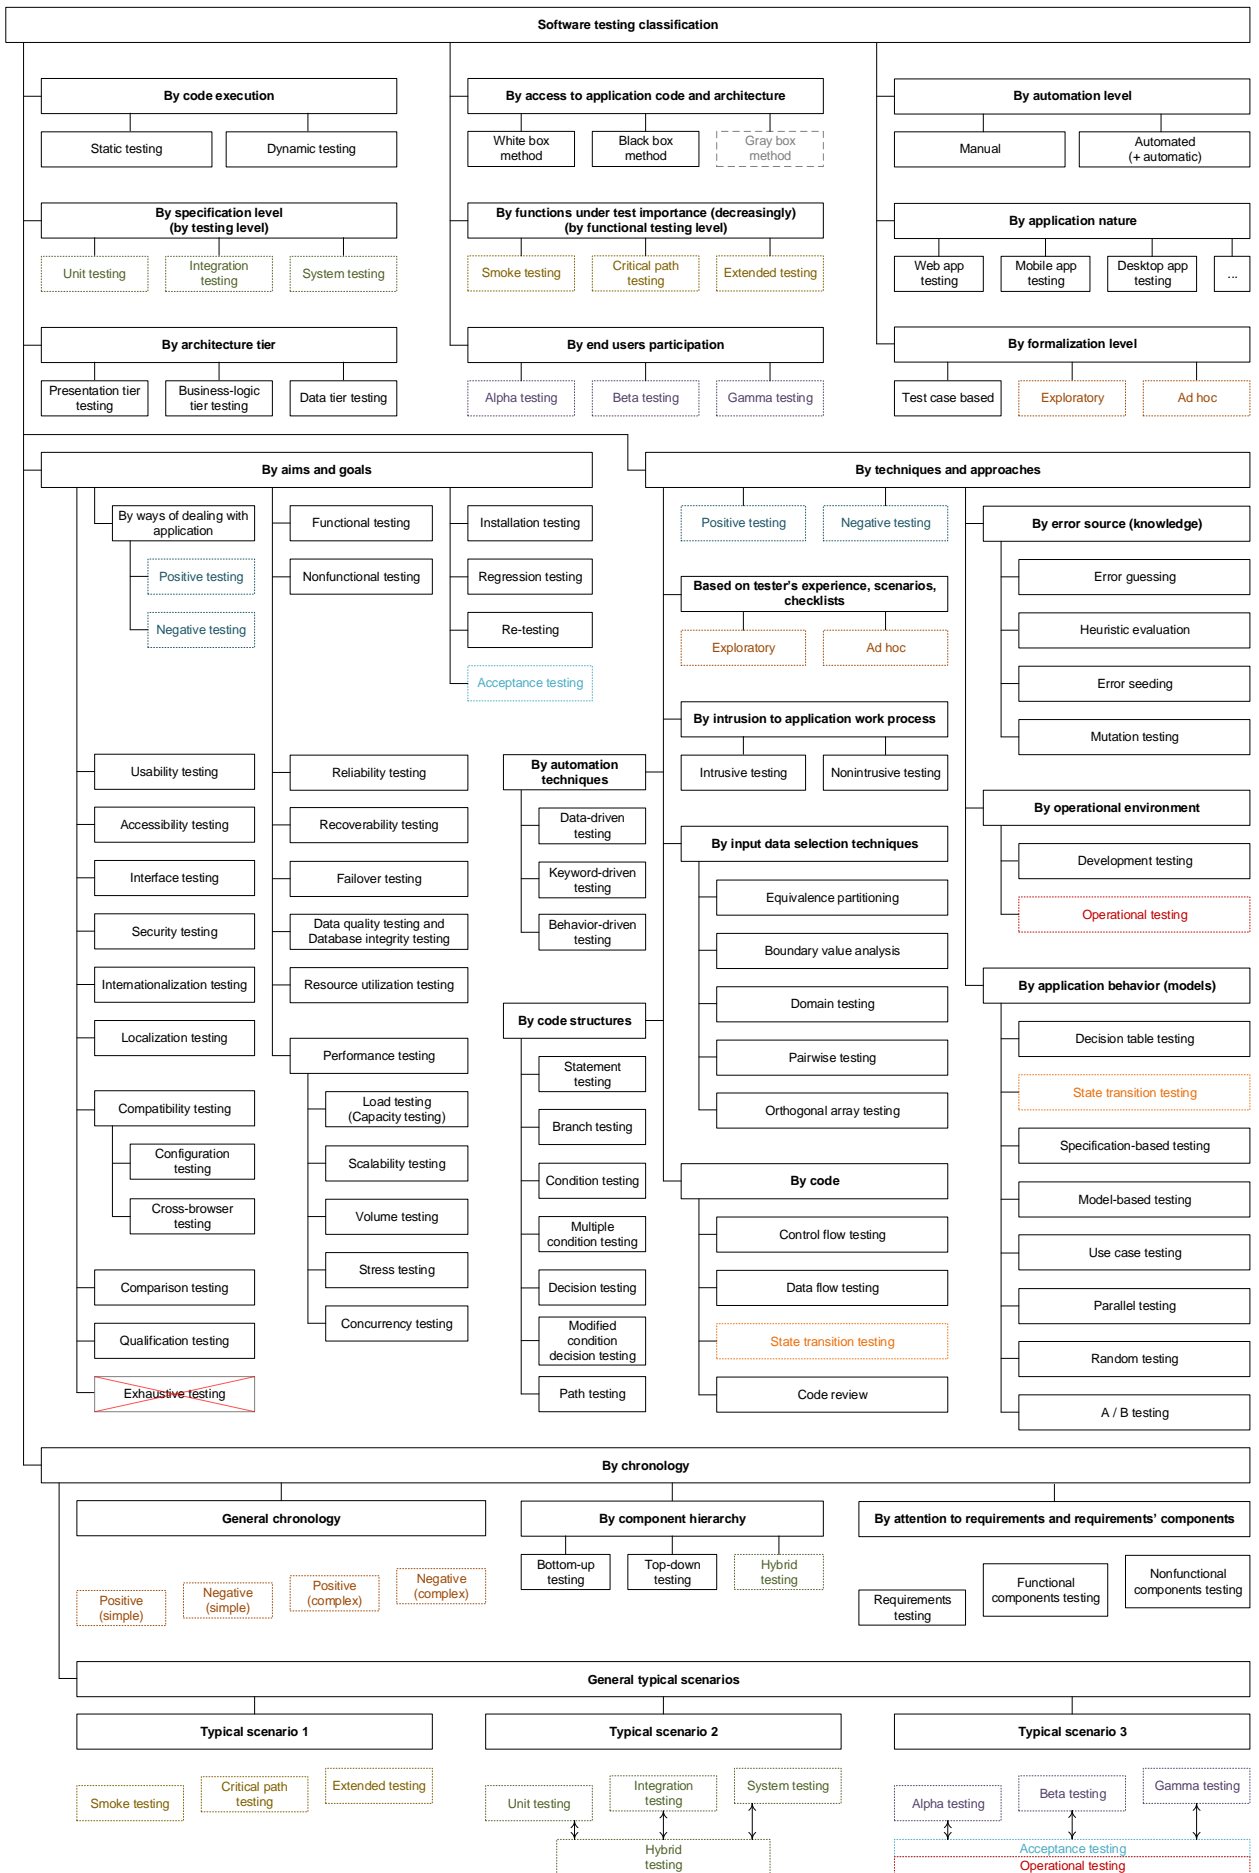 Software testing classification
By code execution
Static testing
Dynamic testing
By access to application code and architecture
White box
method
Black box
method
Gray box
method
By automation level
Manual
Automated
(+ automatic)
By specification level
(by testing level)
Unit testing
Integration
testing
System testing
By functions under test importance (decreasingly)
(by functional testing level)
Smoke testing
Critical path
testing
Extended testing
By application nature
Web app
testing
Mobile app
testing
Desktop app
testing
...
By architecture tier
Presentation tier
testing
Business-logic
tier testing
Data tier testing
By end users participation
Alpha testing
Beta testing
Gamma testing
By formalization level
Test case based
Exploratory
Ad hoc
By aims and goals
By ways of dealing with
application
Positive testing
Negative testing
Functional testing
Nonfunctional testing
Installation testing
Regression testing
Re-testing
Acceptance testing
Usability testing
Accessibility testing
Interface testing
Security testing
Internationalization testing
Localization testing
Compatibility testing
Configuration
testing
Cross-browser
testing
Comparison testing
Qualification testing
Exhaustive testing
Reliability testing
Recoverability testing
Failover testing
Data quality testing and
Database integrity testing
Resource utilization testing
Performance testing
Load testing
(Capacity testing)
Scalability testing
Volume testing
Stress testing
Concurrency testing
By techniques and approaches
Positive testing
Negative testing
Based on tester's experience, scenarios,
checklists
Exploratory
Ad hoc
By intrusion to application work process
Intrusive testing
Nonintrusive testing
By automation
techniques
Data-driven
testing
Keyword-driven
testing
Behavior-driven
testing
By input data selection techniques
Equivalence partitioning
Boundary value analysis
Domain testing
Pairwise testing
Orthogonal array testing
By code structures
Statement
testing
Branch testing
Condition testing
Multiple
condition testing
Decision testing
Modified
condition
decision testing
Path testing
By code
Control flow testing
Data flow testing
State transition testing
Code review
By error source (knowledge)
Error guessing
Heuristic evaluation
Error seeding
Mutation testing
By operational environment
Development testing
Operational testing
By application behavior (models)
Decision table testing
State transition testing
Specification-based testing
Model-based testing
Use case testing
Parallel testing
Random testing
A / B testing
By chronology
General chronology
Positive
(simple)
Negative
(simple)
Positive
(complex)
Negative
(complex)
By component hierarchy
Bottom-up
testing
Top-down
testing
Hybrid
testing
By attention to requirements and requirements' components
Requirements
testing
Functional
components testing
Nonfunctional
components testing
General typical scenarios
Typical scenario 1
Smoke testing
Critical path
testing
Extended testing
Typical scenario 2
Unit testing
Integration
testing
System testing
Hybrid
testing
Typical scenario 3
Alpha testing
Beta testing
Gamma testing
Acceptance testing
Operational testing